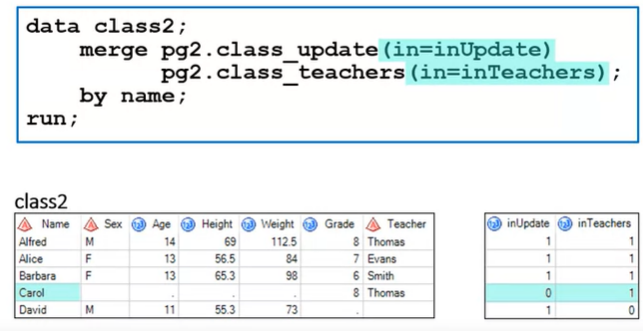 data class2;
merge pg2.class_update(in=inUpdate)
pg2.class_teachers(in=inTeachers);
by name;
run;
class2
Name Sex Age Height Weight Grade Teacher
Alfred M 14 69 112.5 8 Thomas
Alice F 13 56.5 84 7 Evans
Barbara F 13 65.3 98 6 Smith
Carol . . . 8 Thomas
David M 11 55.3 73 .
inUpdate inTeachers
1 1
1 1
1 1
0 1
1 0